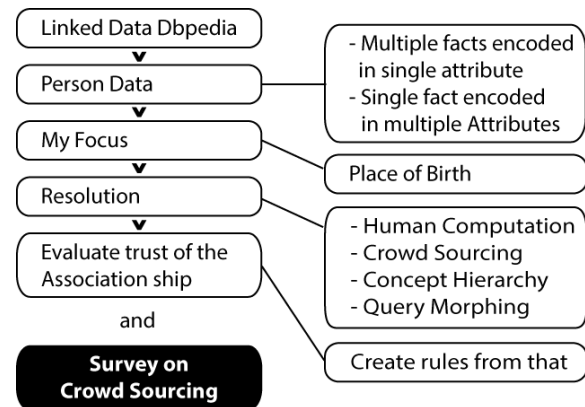 Linked Data Dbpedia
Person Data
- Multiple facts encoded
in single attribute
- Single fact encoded
in multiple Attributes
My Focus
Place of Birth
Resolution
- Human Computation
- Crowd Sourcing
- Concept Hierarchy
- Query Morphing
Evaluate trust of the
Association ship
Create rules from that
and
Survey on
Crowd Sourcing